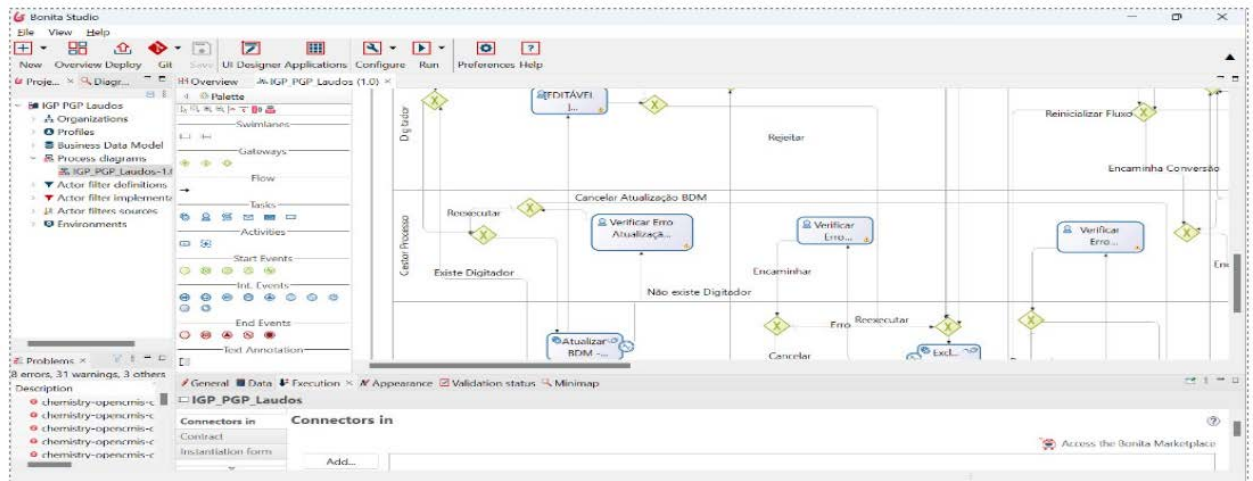 Bonita Studio
File View Help
New Overview Deploy Git Save UI Designer Applications Configure Run Preferences Help
Proje... Diagr...
Overview IGP_PGP_Laudos (1.0)
IGP PGP Laudos
Organizations
Profiles
Business Data Model
Process diagrams
IGP_PGP_Laudos-1.0
Actor filter definitions
Actor filter implementa
Actor filters sources
Environments
Palette
Swimlanes
Gateways
Flow
Tasks
Activities
Start Events
Int. Events
End Events
Text Annotation
Digitador
EDITÁVEL
Rejeitar
Reinicializar Fluxo
Encaminha Conversão
Gestor Processo
Cancelar Atualização BDM
Reexecutar
Verificar Erro
Atualizaçã...
Verificar
Erro...
Verificar
Erro...
Existe Digitador
Encaminhar
Não existe Digitador
Erro
Reexecutar
Atualizar
BDM -...
Cancelar
Excl...
Problems
8 errors, 31 warnings, 3 others
Description
chemistry-opencmis-c
chemistry-opencmis-c
chemistry-opencmis-c
chemistry-opencmis-c
chemistry-opencmis-c
General Data Execution Appearance Validation status Minimap
IGP_PGP_Laudos
Connectors in
Contract
Instantiation form
Connectors in
Access the Bonita Marketplace
Add...